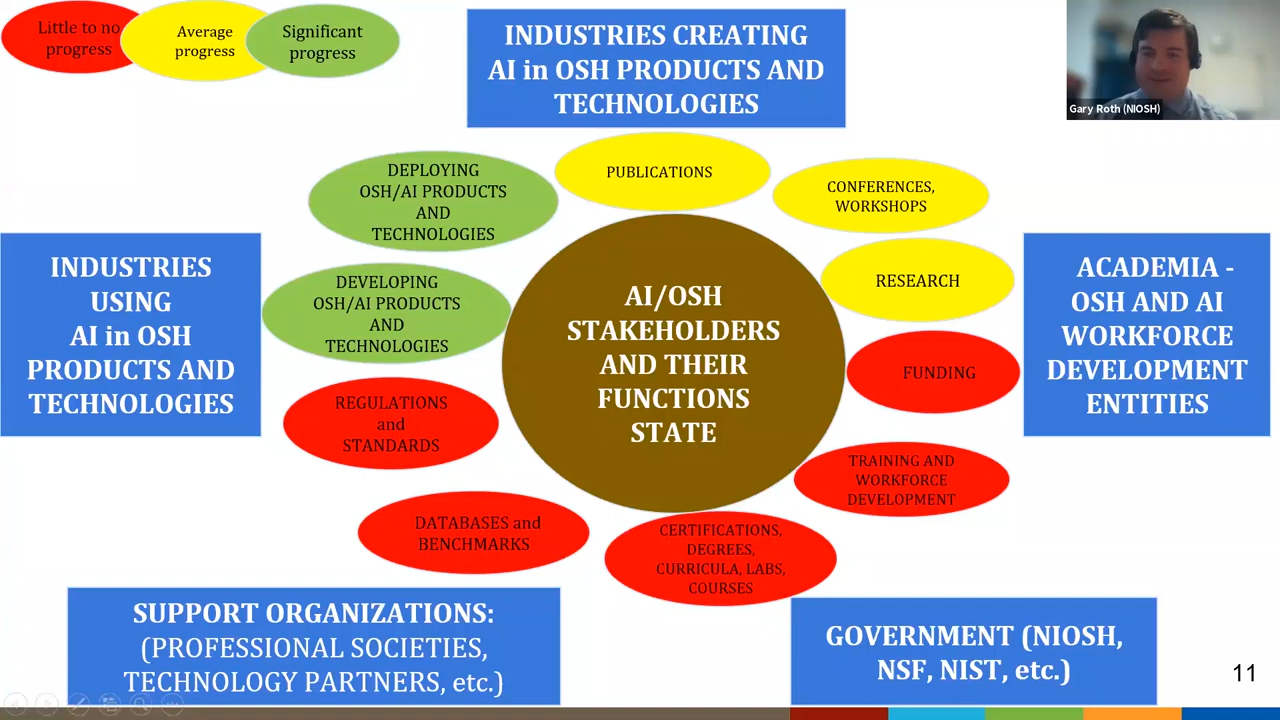 Little to no
progress
Average
progress
Significant
progress
INDUSTRIES CREATING
AI in OSH PRODUCTS AND
TECHNOLOGIES
Gary Roth (NIOSH)
DEPLOYING
OSH/AI PRODUCTS
AND
TECHNOLOGIES
PUBLICATIONS
CONFERENCES,
WORKSHOPS
INDUSTRIES
USING
AI in OSH
PRODUCTS AND
TECHNOLOGIES
DEVELOPING
OSH/AI PRODUCTS
AND
TECHNOLOGIES
AI/OSH
STAKEHOLDERS
AND THEIR
FUNCTIONS
STATE
RESEARCH
ACADEMIA -
OSH AND AI
WORKFORCE
DEVELOPMENT
ENTITIES
FUNDING
REGULATIONS
and
STANDARDS
TRAINING AND
WORKFORCE
DEVELOPMENT
DATABASES and
BENCHMARKS
CERTIFICATIONS,
DEGREES,
CURRICULA, LABS,
COURSES
SUPPORT ORGANIZATIONS:
(PROFESSIONAL SOCIETIES,
TECHNOLOGY PARTNERS, etc.)
GOVERNMENT (NIOSH,
NSF, NIST, etc.)
11